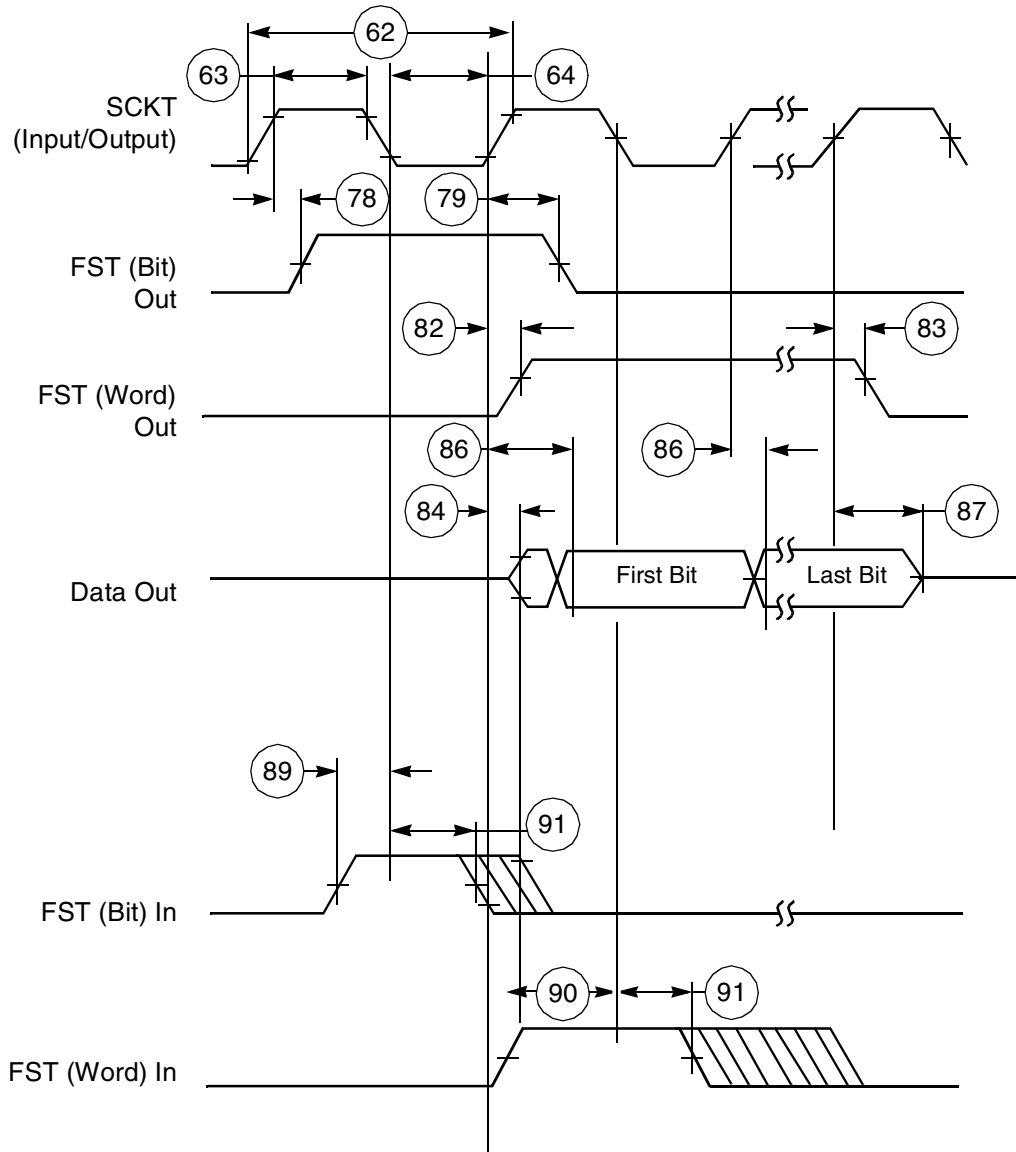 62
63
64
SCKT
(Input/Output)
78
79
FST (Bit)
Out
82
83
FST (Word)
Out
86
86
84
87
First Bit
Last Bit
Data Out
89
91
FST (Bit) In
90
91
FST (Word) In